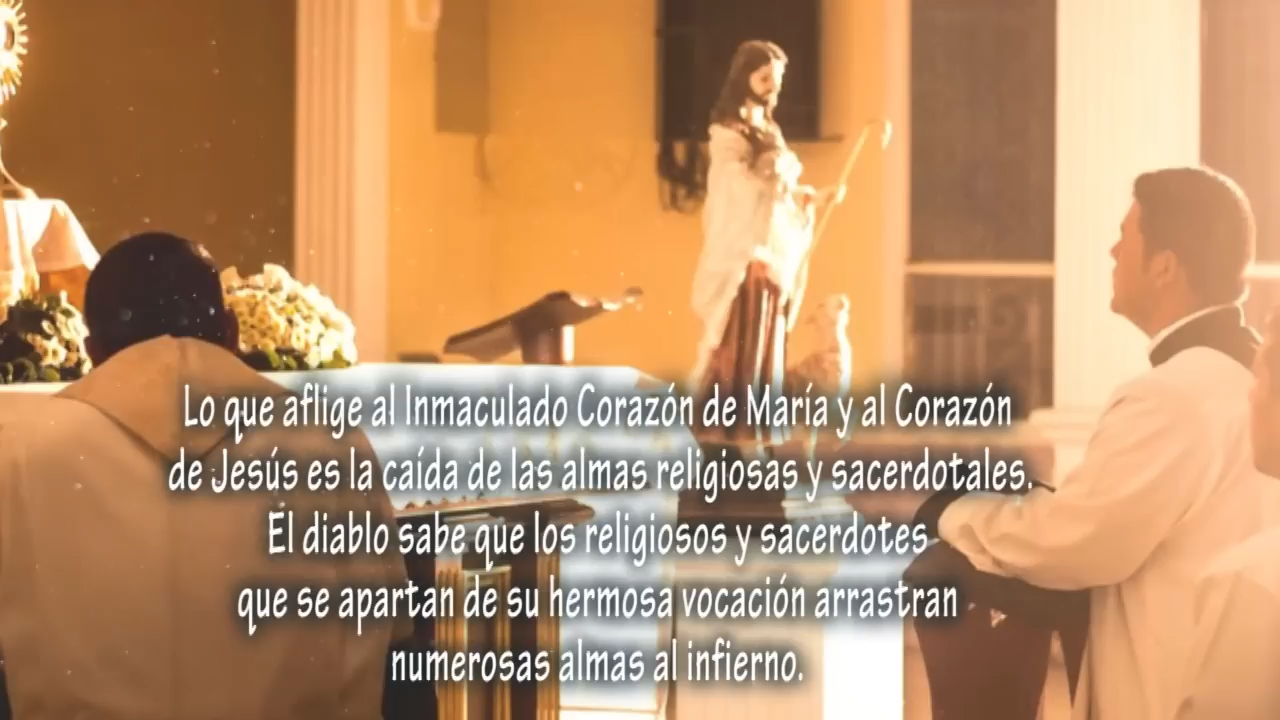 Lo que aflige al Inmaculado Corazón de María y al Corazón
de Jesús es la caída de las almas religiosas y sacerdotales.
El diablo sabe que los religiosos y sacerdotes
que se apartan de su hermosa vocación arrastran
numerosas almas al infierno.